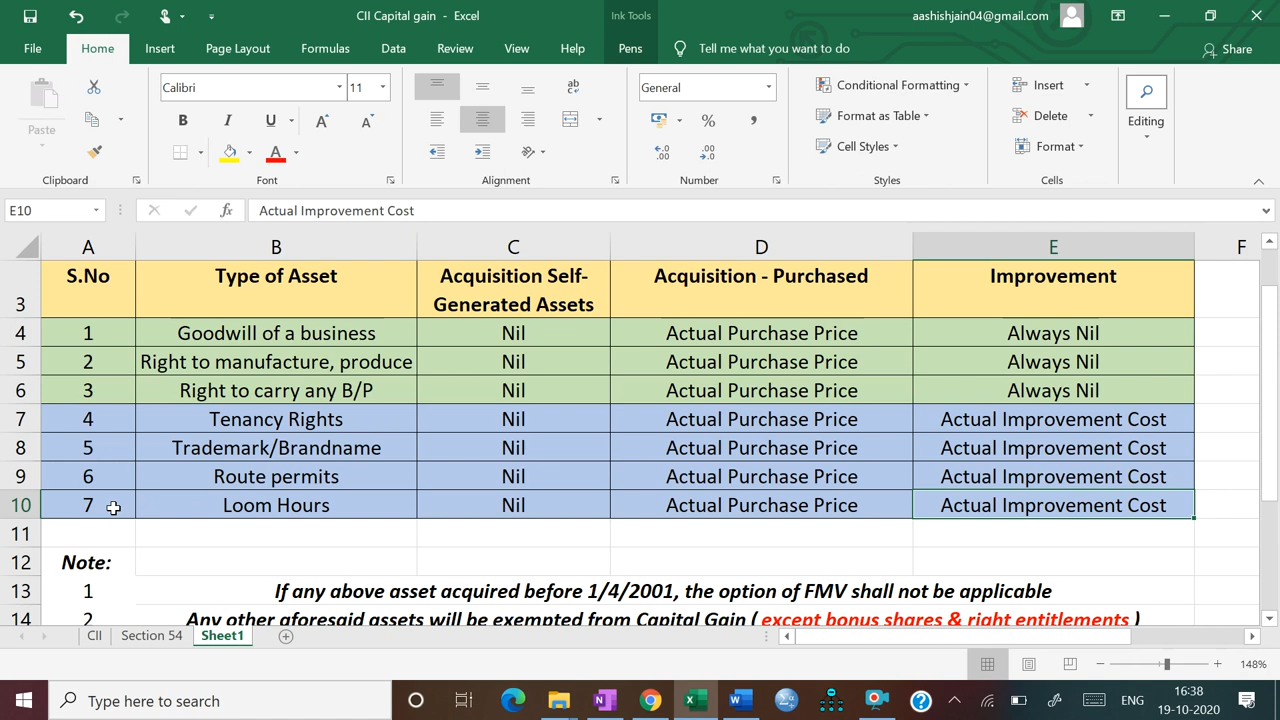 CII Capital gain - Excel
Ink Tools
aashishjain04@gmail.com
File
Home
Insert
Page Layout
Formulas
Data
Review
View
Help
Pens
Tell me what you want to do
Share
Paste
Calibri
11
B I U A A
A
ab
General
% ,
Conditional Formatting
Format as Table
Cell Styles
Insert
Delete
Format
Editing
Clipboard
Font
Alignment
Number
Styles
Cells
E10
fx
Actual Improvement Cost
A B C D E F
3 S.No Type of Asset Acquisition Self-Generated Assets Acquisition - Purchased Improvement
4 1 Goodwill of a business Nil Actual Purchase Price Always Nil
5 2 Right to manufacture, produce Nil Actual Purchase Price Always Nil
6 3 Right to carry any B/P Nil Actual Purchase Price Always Nil
7 4 Tenancy Rights Nil Actual Purchase Price Actual Improvement Cost
8 5 Trademark/Brandname Nil Actual Purchase Price Actual Improvement Cost
9 6 Route permits Nil Actual Purchase Price Actual Improvement Cost
10 7 Loom Hours Nil Actual Purchase Price Actual Improvement Cost
11
12 Note:
13 1 If any above asset acquired before 1/4/2001, the option of FMV shall not be applicable
14 2 Any other aforesaid assets will be exempted from Capital Gain ( except bonus shares & right entitlements )
CII
Section 54
Sheet1
148%
Type here to search
ENG
16:38
19-10-2020